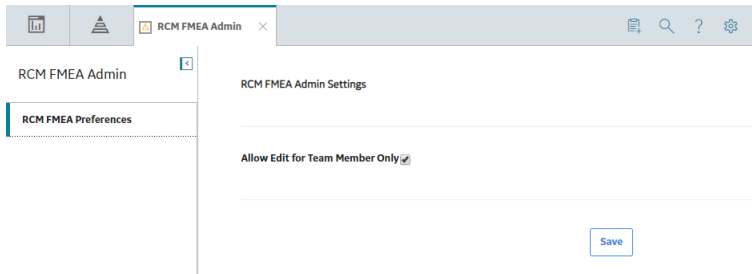 RCM FMEA Admin
RCM FMEA Admin
RCM FMEA Preferences
RCM FMEA Admin Settings
Allow Edit for Team Member Only
Save